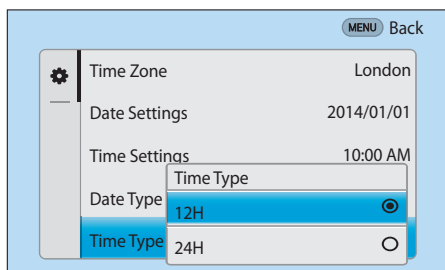 MENU Back
Time Zone London
Date Settings 2014/01/01
Time Settings 10:00 AM
Date Type
Time Type
Time Type
12H
24H